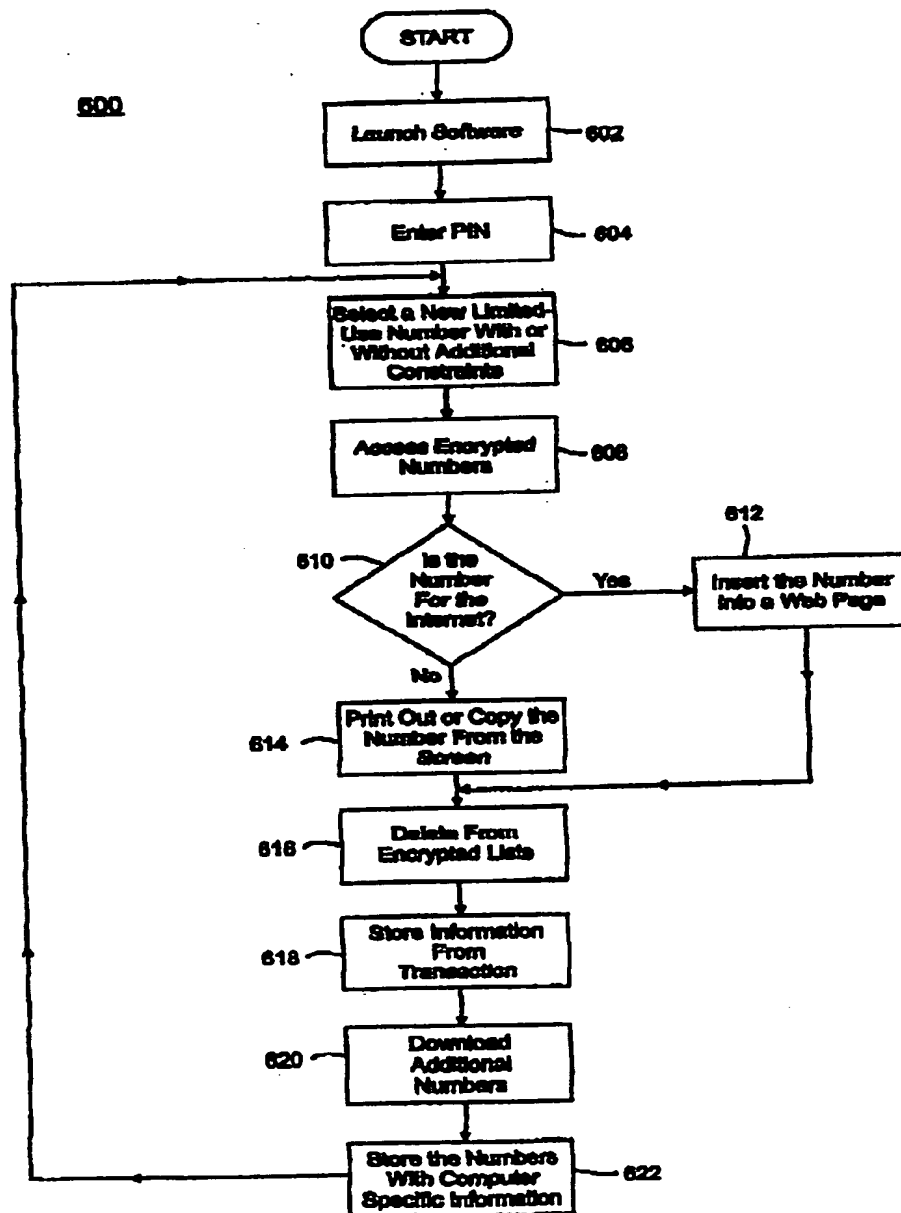 START
600
Launch Software
602
Enter PIN
604
Select a New Limited-
Use Number With or
Without Additional
Constraints
606
Access Encrypted
Numbers
608
610
Is the
Number
For the
Internet?
Yes
612
Insert the Number
Into a Web Page
No
614
Print Out or Copy the
Number From the
Screen
616
Delete From
Encrypted Lists
618
Store Information
From
Transaction
620
Download
Additional
Numbers
Store the Numbers
With Computer
Specific Information
622